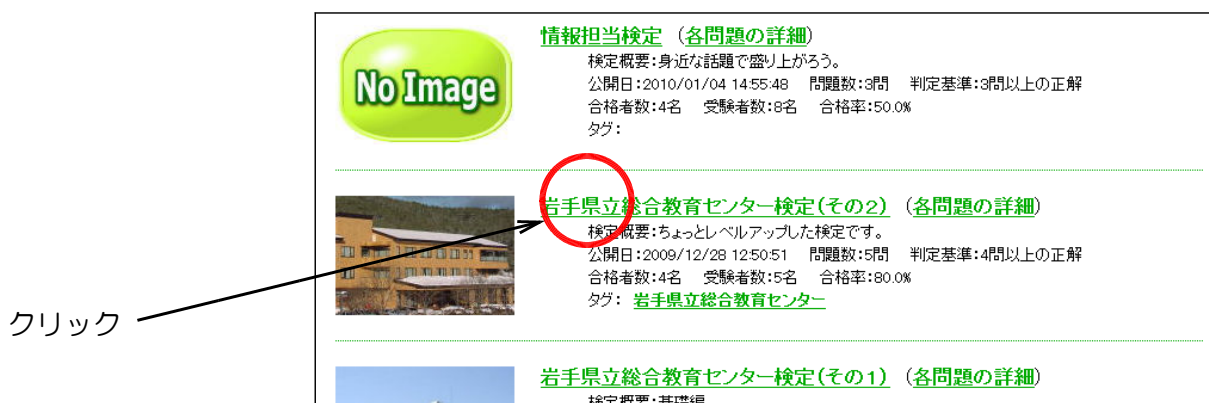 No Image
情報担当検定 (各問題の詳細)
検定概要:身近な話題で盛り上がろう。
公開日:2010/01/04 14:55:48 問題数:3問 判定基準:3問以上の正解
合格者数:4名 受験者数:8名 合格率:50.0%
タグ:
岩手県立総合教育センター検定(その2) (各問題の詳細)
検定概要:ちょっとレベルアップした検定です。
公開日:2009/12/28 12:50:51 問題数:5問 判定基準:4問以上の正解
合格者数:4名 受験者数:5名 合格率:80.0%
タグ: 岩手県立総合教育センター
クリック
岩手県立総合教育センター検定(その1) (各問題の詳細)
検定概要:基礎編